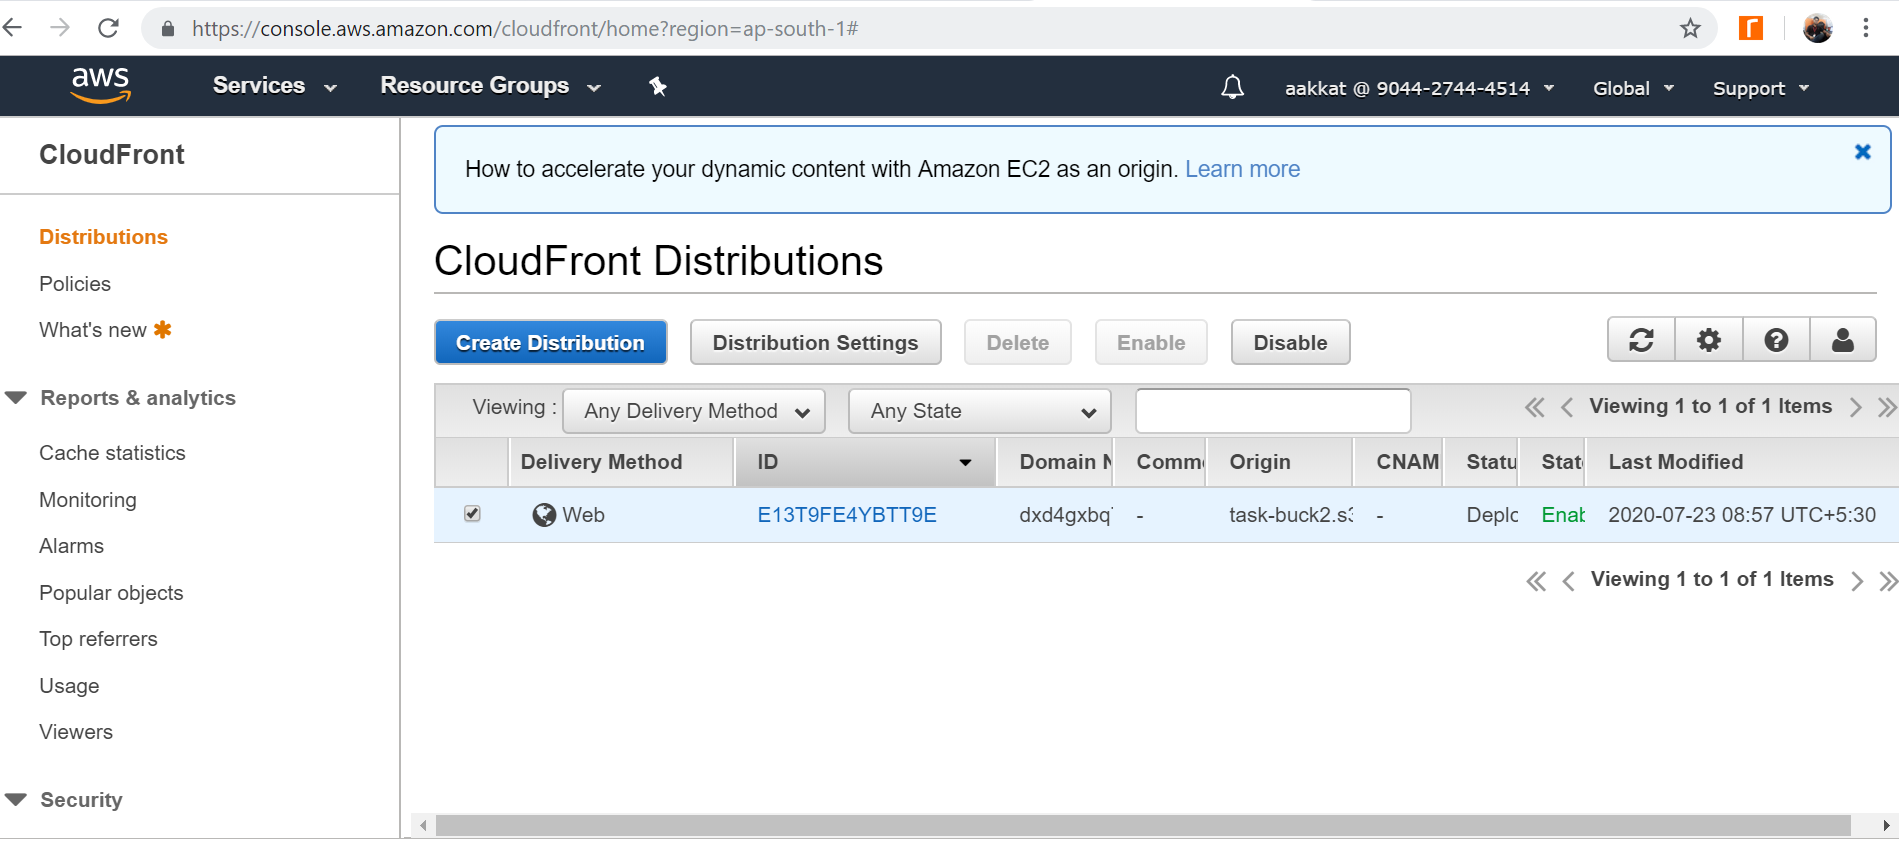 https://console.aws.amazon.com/cloudfront/home?region=ap-south-1#
aws Services Resource Groups aakkat @ 9044-2744-4514 Global Support
CloudFront
Distributions
Policies
What's new
Reports & analytics
Cache statistics
Monitoring
Alarms
Popular objects
Top referrers
Usage
Viewers
Security
How to accelerate your dynamic content with Amazon EC2 as an origin. Learn more
CloudFront Distributions
Create Distribution Distribution Settings Delete Enable Disable
Viewing : Any Delivery Method Any State Viewing 1 to 1 of 1 Items
Delivery Method ID Domain N Comme Origin CNAM Statu State Last Modified
Web E13T9FE4YBTT9E dxd4gxbq - task-buck2.s3 - Deplo Enab 2020-07-23 08:57 UTC+5:30
Viewing 1 to 1 of 1 Items